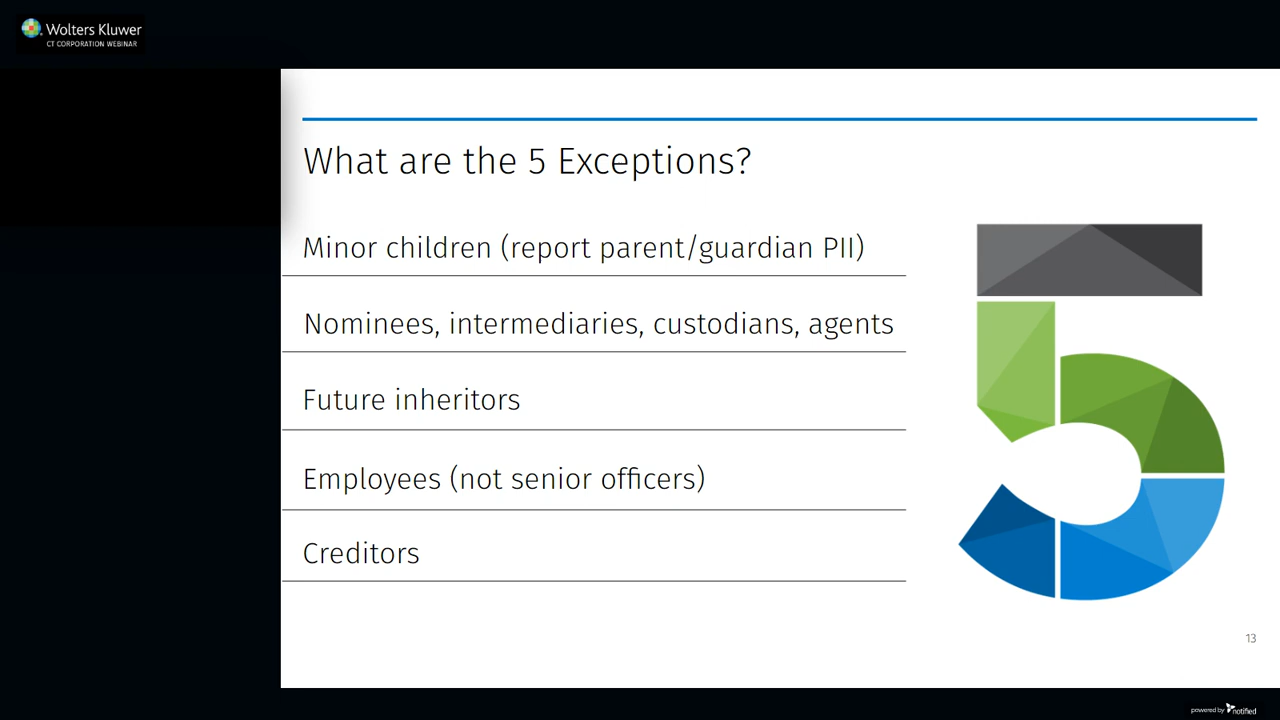 Wolters Kluwer
CT CORPORATION WEBINAR
What are the 5 Exceptions?
Minor children (report parent/guardian PII)
Nominees, intermediaries, custodians, agents
Future inheritors
Employees (not senior officers)
Creditors
5
13
powered by notified